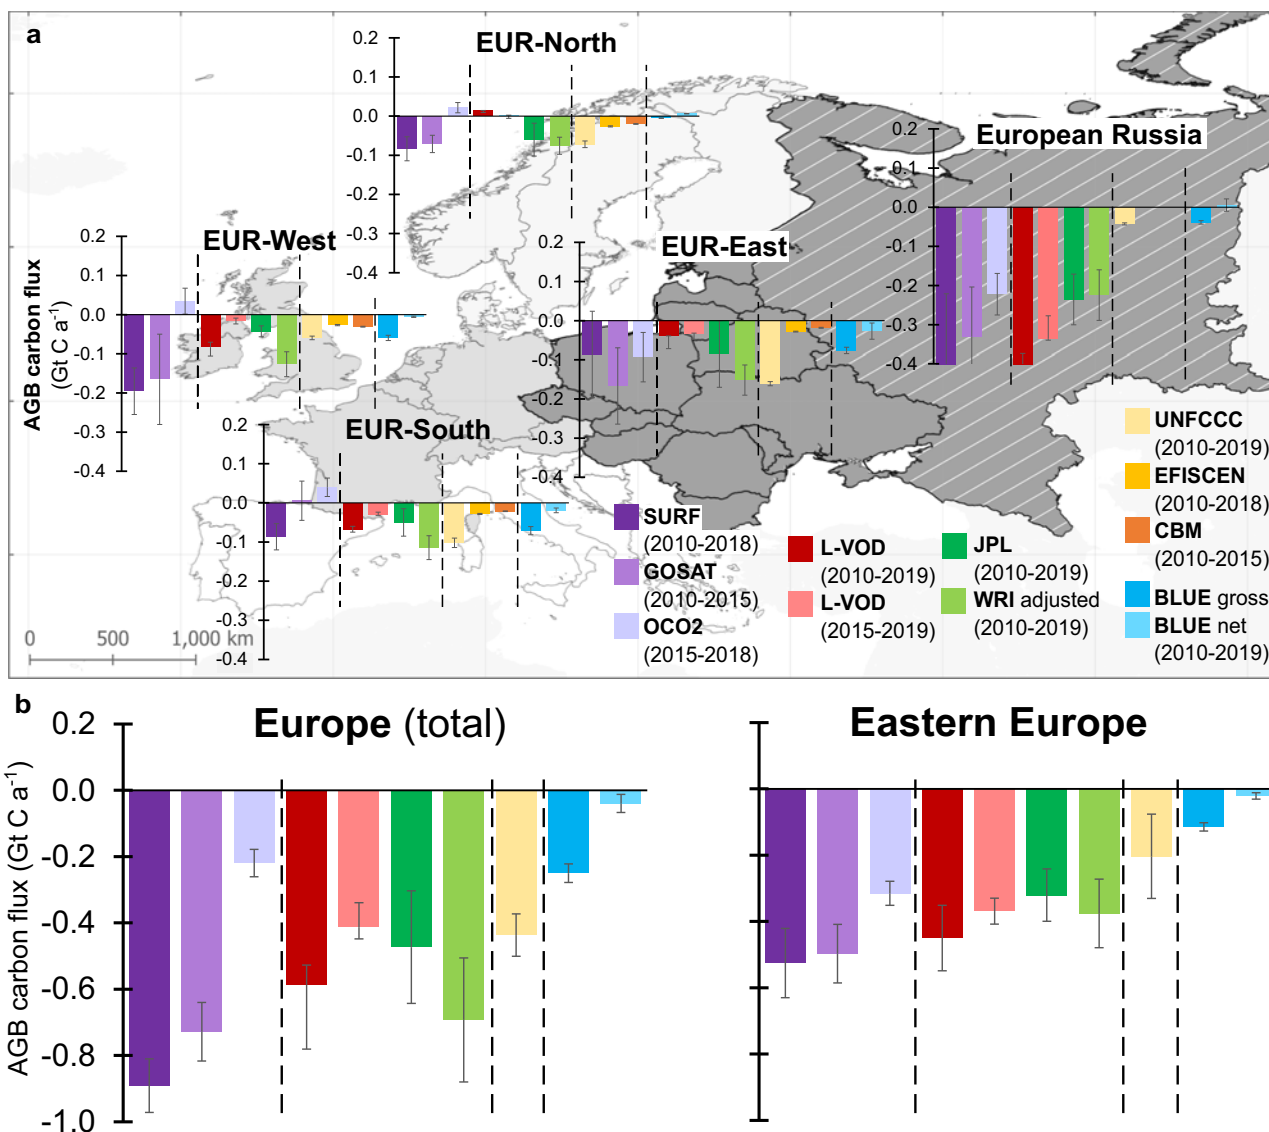 a
EUR-North
0.2
0.1
0.0
-0.1
-0.2
-0.3
-0.4
European Russia
0.2
0.1
0.0
-0.1
-0.2
-0.3
-0.4
AGB carbon flux
(Gt C a-1)
EUR-West
0.2
0.1
0.0
-0.1
-0.2
-0.3
-0.4
EUR-East
0.2
0.1
0.0
-0.1
-0.2
-0.3
-0.4
EUR-South
0.2
0.1
0.0
-0.1
-0.2
-0.3
-0.4
SURF
(2010-2018)
GOSAT
(2010-2015)
OCO2
(2015-2018)
L-VOD
(2010-2019)
L-VOD
(2015-2019)
JPL
(2010-2019)
WRI adjusted
(2010-2019)
UNFCCC
(2010-2019)
EFISCEN
(2010-2018)
CBM
(2010-2015)
BLUE gross
BLUE net
(2010-2019)
0 500 1,000 km
b
Europe (total)
Eastern Europe
AGB carbon flux (Gt C a-1)
0.2
0.0
-0.2
-0.4
-0.6
-0.8
-1.0